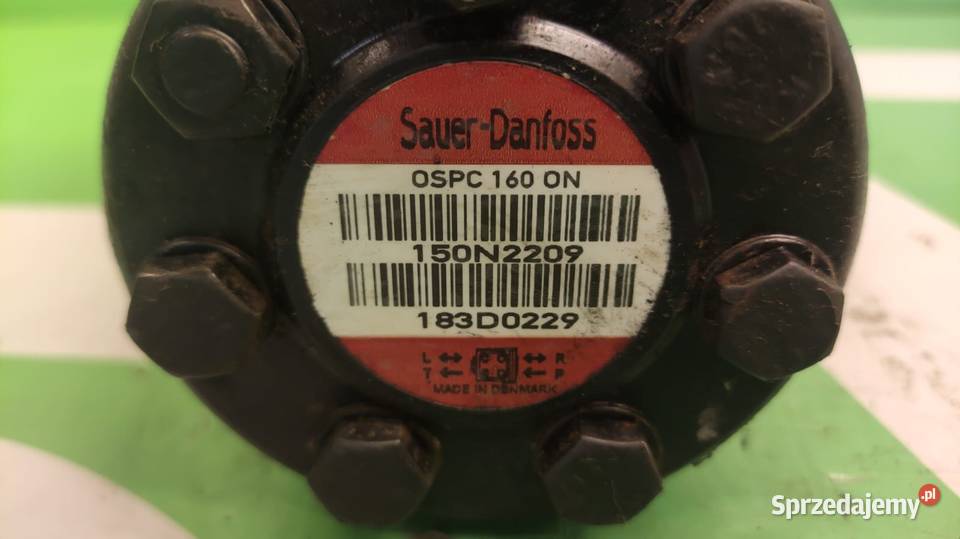 Sauer-Danfoss
OSPC 160 ON
150N2209
183D0229
L R
T P
MADE IN DENMARK
Sprzedajemy.pl